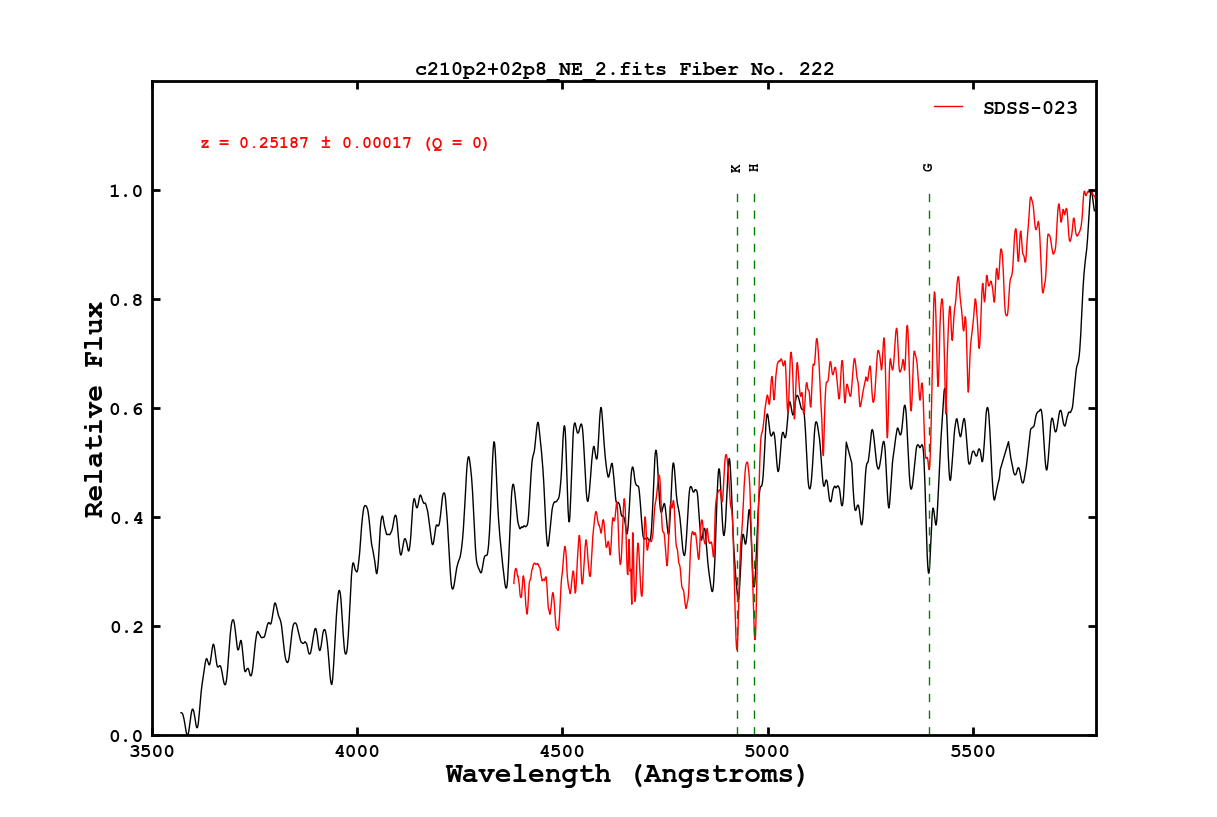 c210p2+02p8_NE_2.fits Fiber No. 222
SDSS-023
z = 0.25187 ± 0.00017 (Q = 0)
K H G
1.0
0.8
0.6
0.4
0.2
0.0
Relative Flux
3500 4000 4500 5000 5500
Wavelength (Angstroms)